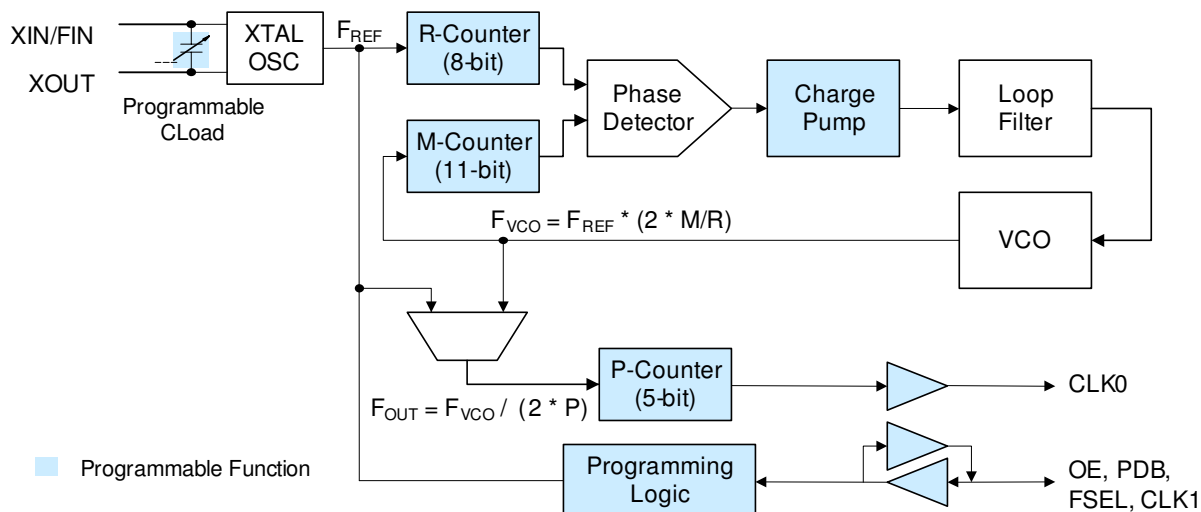 XIN/FIN
XOUT
Programmable
CLoad
XTAL
OSC
FREF
R-Counter
(8-bit)
M-Counter
(11-bit)
Phase
Detector
Charge
Pump
Loop
Filter
VCO
FVCO = FREF * (2 * M/R)
P-Counter
(5-bit)
CLK0
FOUT = FVCO / (2 * P)
Programming
Logic
OE, PDB,
FSEL, CLK1
Programmable Function